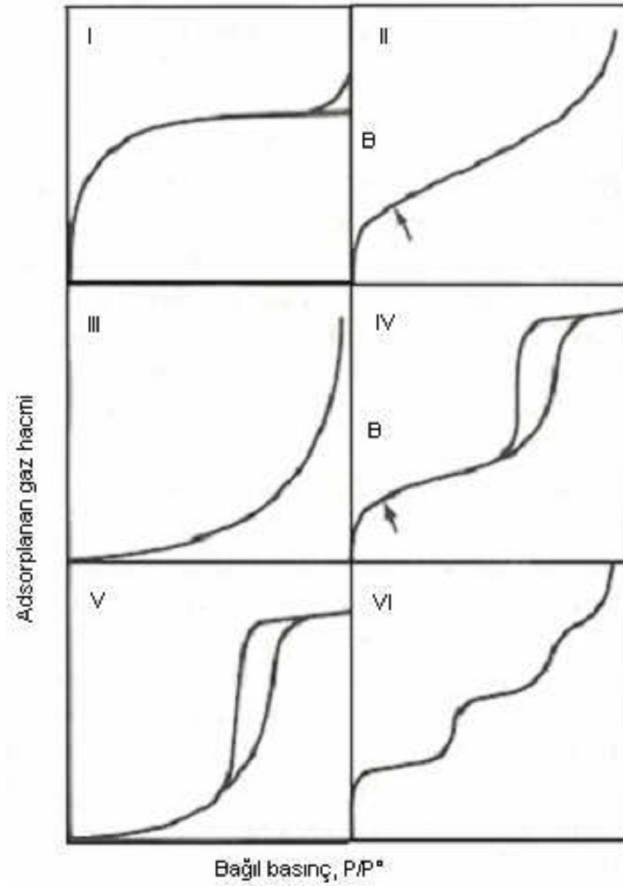 I
II
B
III
IV
B
V
VI
Adsorplanan gaz hacmi
Bağıl basınç, P/P°